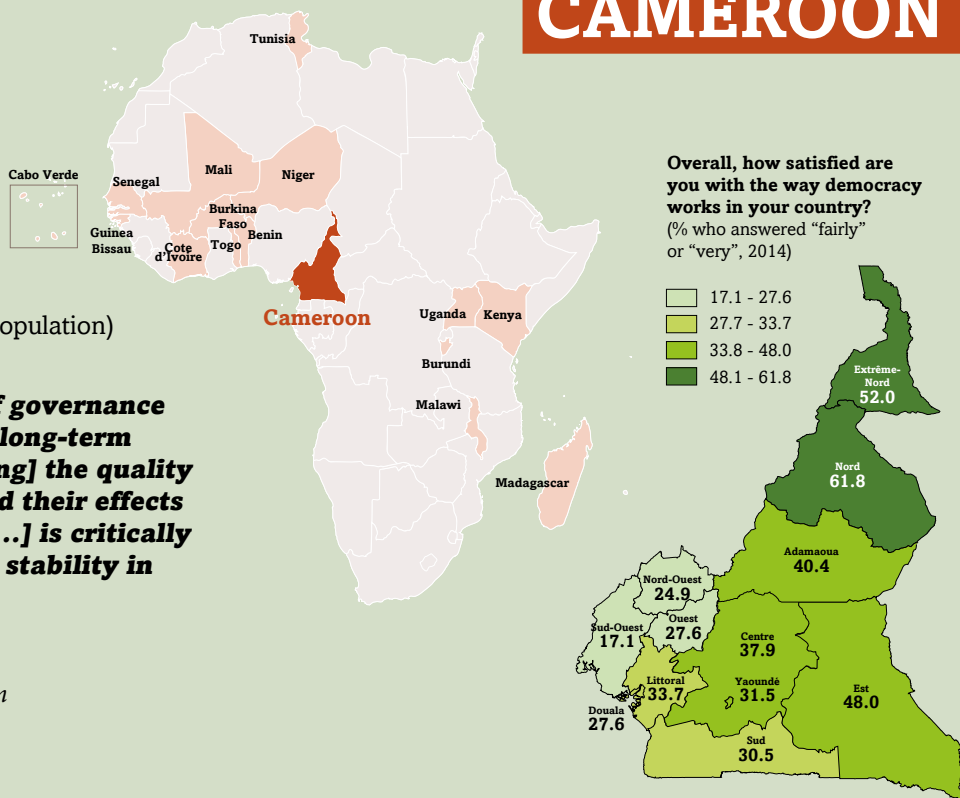 CAMEROON
Tunisia
Cabo Verde
Senegal
Mali
Niger
Guinea
Bissau
Burkina
Faso
Benin
Togo
Cote
d’Ivoire
Cameroon
Uganda
Kenya
Burundi
Malawi
Madagascar
opulation)
f governance
long-term
ng] the quality
d their effects
..] is critically
stability in
n
Overall, how satisfied are
you with the way democracy
works in your country?
(% who answered “fairly”
or “very”, 2014)
17.1 - 27.6
27.7 - 33.7
33.8 - 48.0
48.1 - 61.8
Extrême-
Nord
52.0
Nord
61.8
Adamaoua
40.4
Nord-Ouest
24.9
Sud-Ouest
17.1
Ouest
27.6
Centre
37.9
Littoral
33.7
Yaoundé
31.5
Est
48.0
Douala
27.6
Sud
30.5